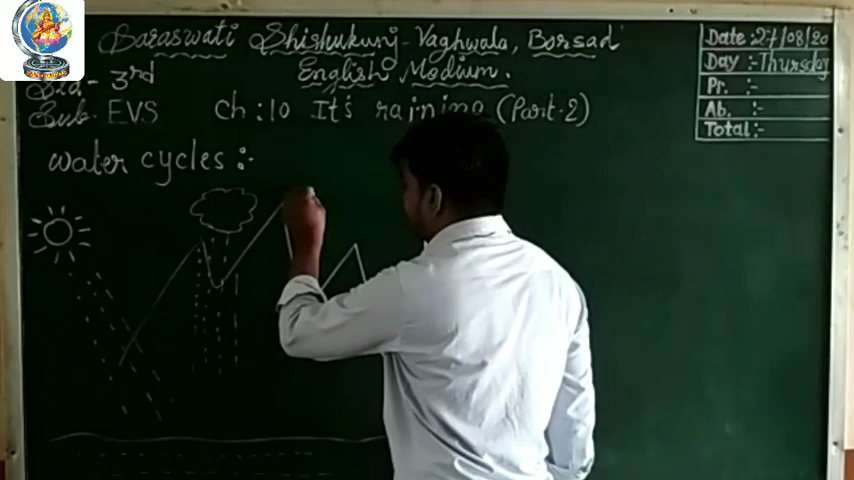 Saraswati Shishukunj - Vaghwala, Borsad
English Medium.
Std - 3rd
Sub- EVS
Ch :10 It's raining (Part-2)
Date :- 27/08/20
Day :- Thursday
Pr. :-
Ab. :-
Total :-
water cycles :-